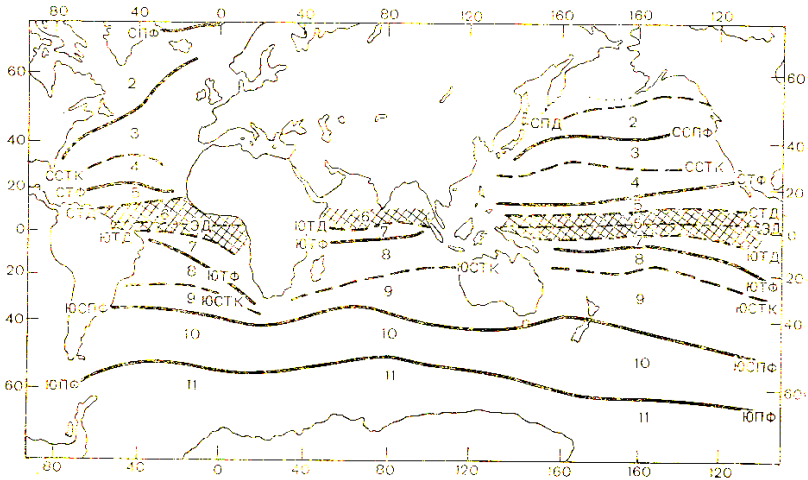 80 40 0 40 80 120 160 160 120
СПФ
60 2 60
СПД 2 ССПФ
40 3 3 40
ССТК 4 ССТК
СТФ 4 СТФ
20 5 5 20
СТД 6 ЭД 6 6 СТД
ЭД
0 ЮТД 7 ЮТД 7 7 0
ЮТФ 8 8 ЮТД
20 8 ЮТФ ЮСТК ЮТФ 20
9 ЮСТК 9 9 ЮСТК
ЮСПФ
40 10 10 40
10 ЮСПФ
60 ЮПФ 11 11 60
11 ЮПФ
80 40 0 40 80 120 160 160 120